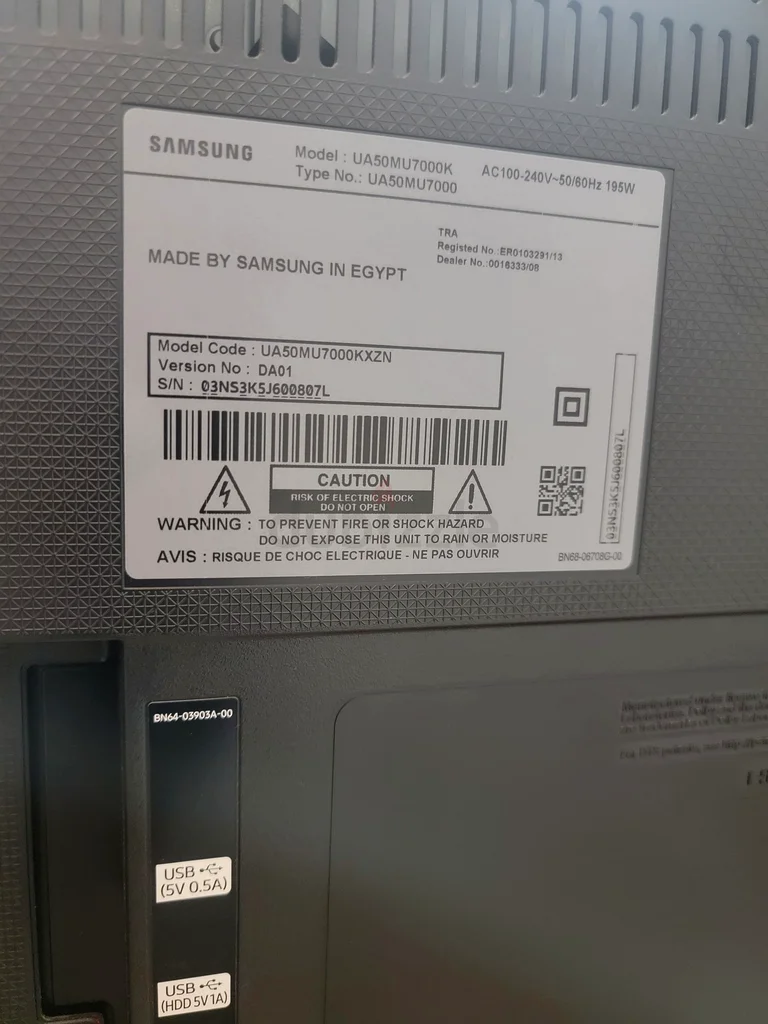 SAMSUNG
Model : UA50MU7000K
Type No.: UA50MU7000
AC100-240V~50/60Hz 195W
TRA
Registed No.:ER0103291/13
Dealer No.:0016333/08
MADE BY SAMSUNG IN EGYPT
Model Code : UA50MU7000KXZN
Version No : DA01
S/N : 03NS3K5J600807L
03NS3K5J600807L
CAUTION
RISK OF ELECTRIC SHOCK
DO NOT OPEN
WARNING : TO PREVENT FIRE OR SHOCK HAZARD
DO NOT EXPOSE THIS UNIT TO RAIN OR MOISTURE
AVIS : RISQUE DE CHOC ELECTRIQUE - NE PAS OUVRIR
BN68-06708G-00
BN64-03903A-00
USB
(5V 0.5A)
USB
(HDD 5V 1A)